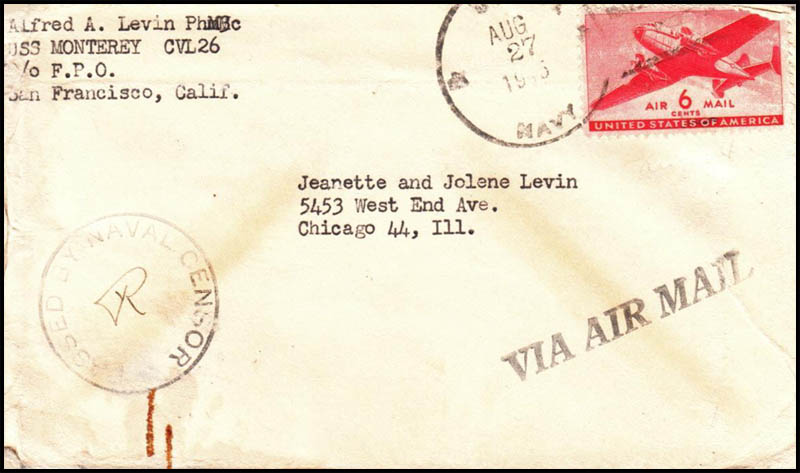 Alfred A. Levin PhM3c
USS MONTEREY CVL26
c/o F.P.O.
San Francisco, Calif.
AUG
27
NAVY
AIR 6 MAIL
CENTS
UNITED STATES OF AMERICA
Jeanette and Jolene Levin
5453 West End Ave.
Chicago 44, Ill.
PASSED BY NAVAL CENSOR
VIA AIR MAIL